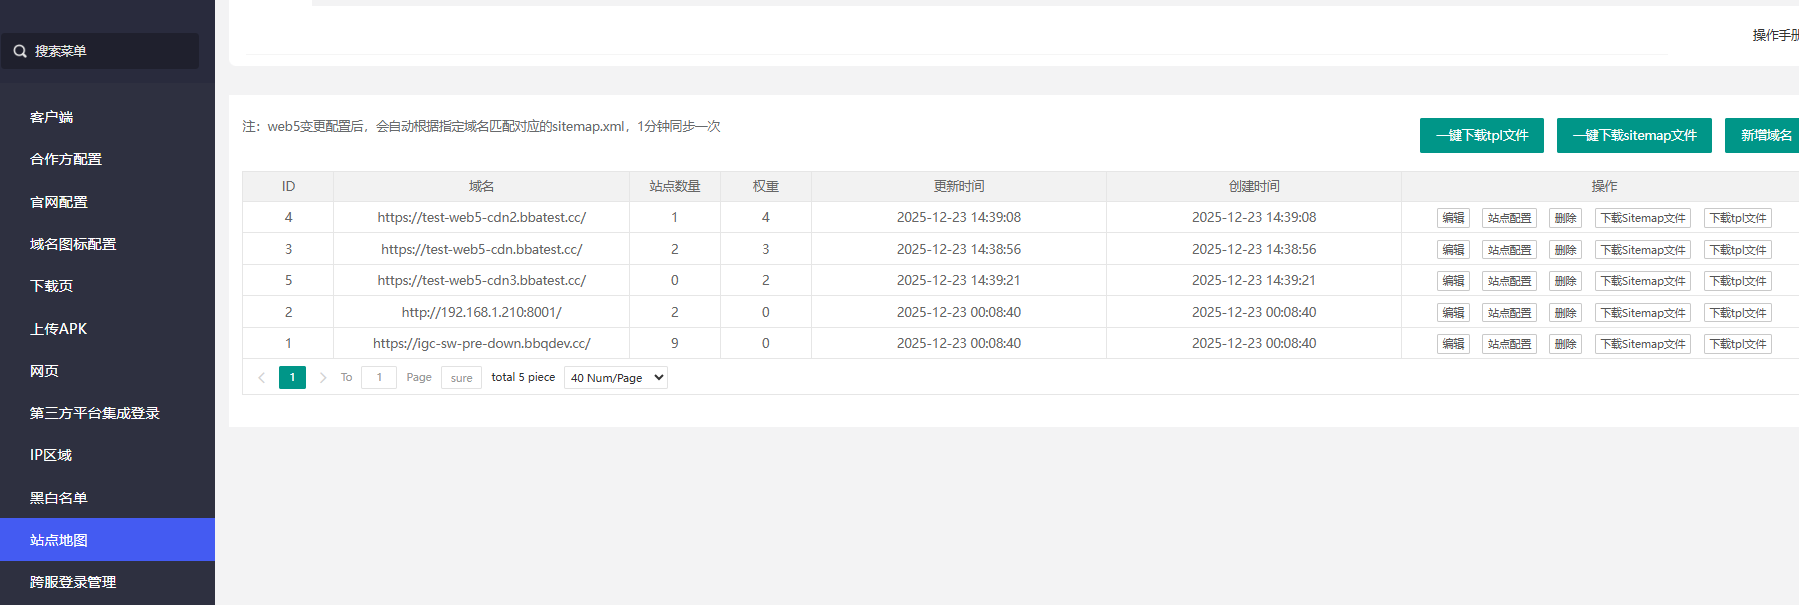 搜索菜单
客户端
合作方配置
官网配置
域名图标配置
下载页
上传APK
网页
第三方平台集成登录
IP区域
黑白名单
站点地图
跨服登录管理
操作手册
注：web5变更配置后，会自动根据指定域名匹配对应的sitemap.xml，1分钟同步一次
一键下载tpl文件 一键下载sitemap文件 新增域名
ID 域名 站点数量 权重 更新时间 创建时间 操作
4 https://test-web5-cdn2.bbatest.cc/ 1 4 2025-12-23 14:39:08 2025-12-23 14:39:08 编辑 站点配置 删除 下载Sitemap文件 下载tpl文件
3 https://test-web5-cdn.bbatest.cc/ 2 3 2025-12-23 14:38:56 2025-12-23 14:38:56 编辑 站点配置 删除 下载Sitemap文件 下载tpl文件
5 https://test-web5-cdn3.bbatest.cc/ 0 2 2025-12-23 14:39:21 2025-12-23 14:39:21 编辑 站点配置 删除 下载Sitemap文件 下载tpl文件
2 http://192.168.1.210:8001/ 2 0 2025-12-23 00:08:40 2025-12-23 00:08:40 编辑 站点配置 删除 下载Sitemap文件 下载tpl文件
1 https://igc-sw-pre-down.bbqdev.cc/ 9 0 2025-12-23 00:08:40 2025-12-23 00:08:40 编辑 站点配置 删除 下载Sitemap文件 下载tpl文件
1 To 1 Page sure total 5 piece 40 Num/Page